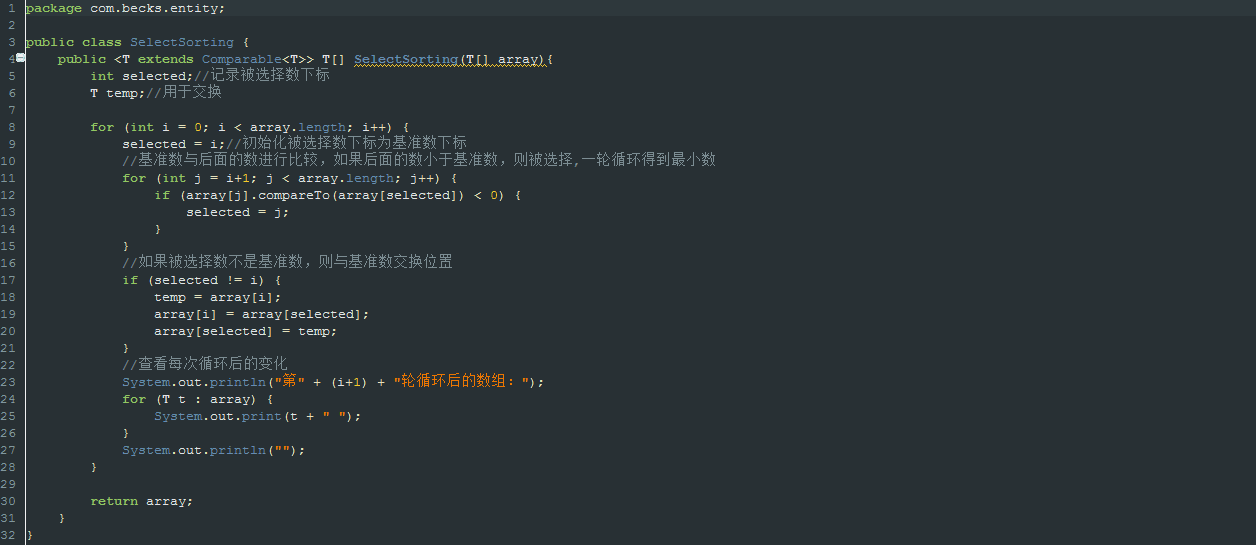 1 package com.becks.entity;
2
3 public class SelectSorting {
4     public <T extends Comparable<T>> T[] SelectSorting(T[] array){
5         int selected;//记录被选择数下标
6         T temp;//用于交换
7
8         for (int i = 0; i < array.length; i++) {
9             selected = i;//初始化被选择数下标为基准数下标
10             //基准数与后面的数进行比较，如果后面的数小于基准数，则被选择,一轮循环得到最小数
11             for (int j = i+1; j < array.length; j++) {
12                 if (array[j].compareTo(array[selected]) < 0) {
13                     selected = j;
14                 }
15             }
16             //如果被选择数不是基准数，则与基准数交换位置
17             if (selected != i) {
18                 temp = array[i];
19                 array[i] = array[selected];
20                 array[selected] = temp;
21             }
22             //查看每次循环后的变化
23             System.out.println("第" + (i+1) + "轮循环后的数组：");
24             for (T t : array) {
25                 System.out.print(t + " ");
26             }
27             System.out.println("");
28         }
29
30         return array;
31     }
32 }